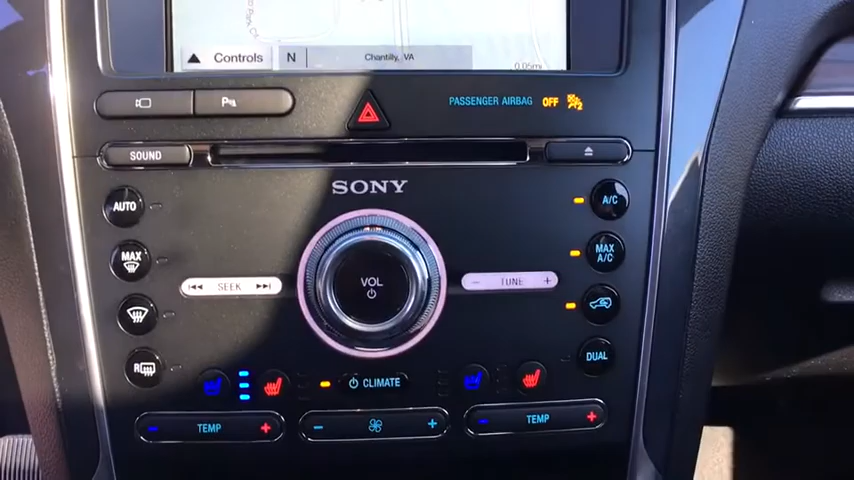 Controls N Chantilly, VA 0.05mi
PASSENGER AIRBAG OFF 2
SOUND
SONY
AUTO A/C
MAX MAX A/C
VOL
SEEK TUNE
R DUAL
CLIMATE
TEMP TEMP